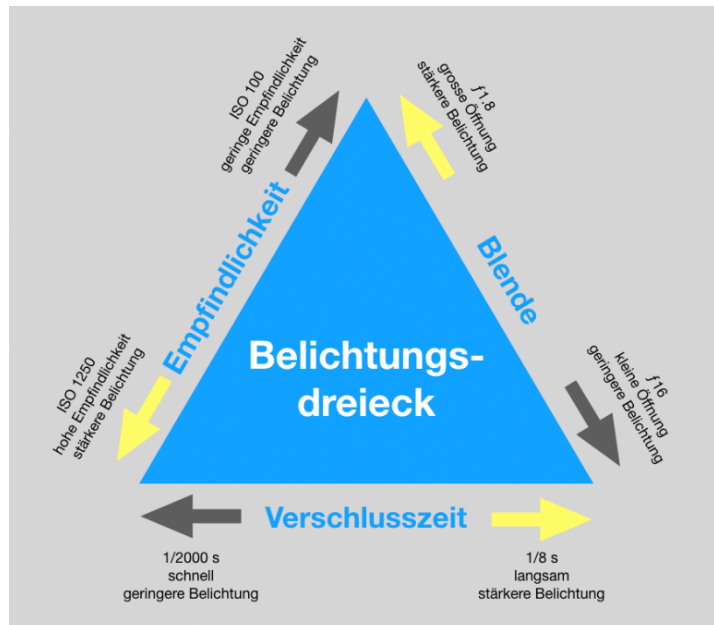 ISO 100
geringe Empfindlichkeit
geringere Belichtung
ƒ1.8
grosse Öffnung
stärkere Belichtung
Empfindlichkeit
Blende
Belichtungs-
dreieck
ISO 1250
hohe Empfindlichkeit
stärkere Belichtung
ƒ16
kleine Öffnung
geringere Belichtung
Verschlusszeit
1/2000 s
schnell
geringere Belichtung
1/8 s
langsam
stärkere Belichtung